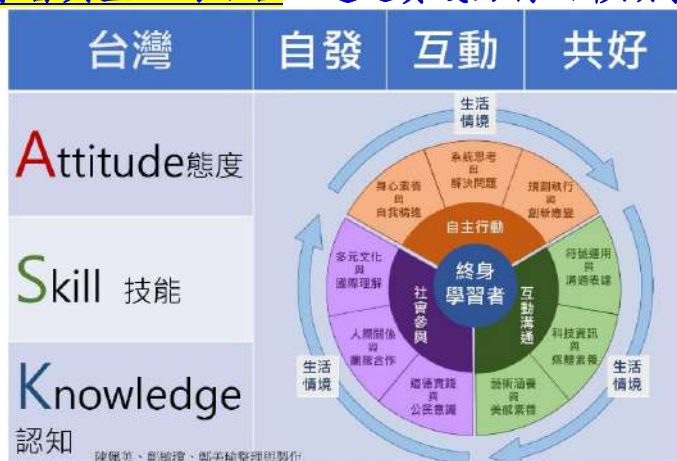 台灣
自發
互動
共好
Attitude態度
Skill 技能
Knowledge
認知
生活
情境
系統思考
與
解決問題
身心素養
與
自我精進
規劃執行
與
創新應變
自主行動
多元文化
與
國際理解
符號運用
與
溝通表達
終身
學習者
社會參與
互動溝通
人際關係
與
團隊合作
科技資訊
與
媒體素養
生活
情境
生活
情境
道德實踐
與
公民意識
藝術涵養
與
美感素養